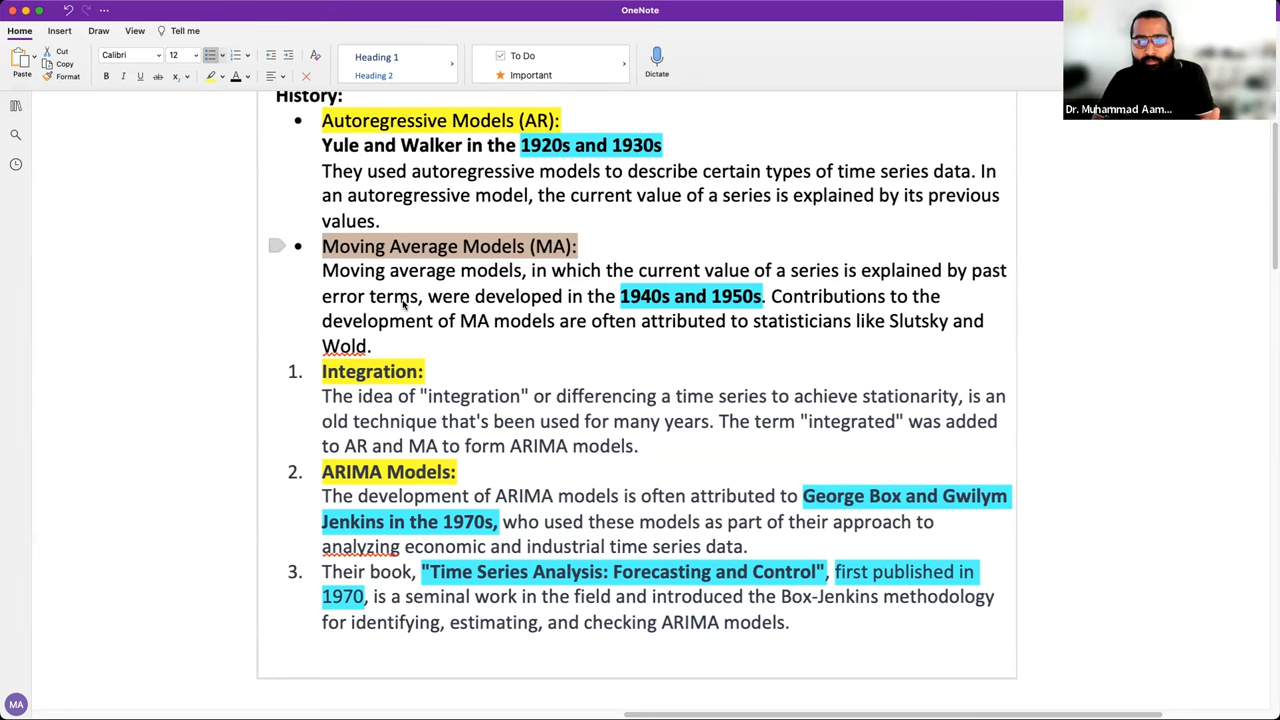 OneNote
Home Insert Draw View Tell me
Paste
Cut
Copy
Format
Calibri 12
B I U ab x A
Heading 1
Heading 2
To Do
Important
Dictate
Dr. Muhammad Aam...
History:
• Autoregressive Models (AR):
Yule and Walker in the 1920s and 1930s
They used autoregressive models to describe certain types of time series data. In
an autoregressive model, the current value of a series is explained by its previous
values.
• Moving Average Models (MA):
Moving average models, in which the current value of a series is explained by past
error terms, were developed in the 1940s and 1950s. Contributions to the
development of MA models are often attributed to statisticians like Slutsky and
Wold.
1. Integration:
The idea of "integration" or differencing a time series to achieve stationarity, is an
old technique that's been used for many years. The term "integrated" was added
to AR and MA to form ARIMA models.
2. ARIMA Models:
The development of ARIMA models is often attributed to George Box and Gwilym
Jenkins in the 1970s, who used these models as part of their approach to
analyzing economic and industrial time series data.
3. Their book, "Time Series Analysis: Forecasting and Control", first published in
1970, is a seminal work in the field and introduced the Box-Jenkins methodology
for identifying, estimating, and checking ARIMA models.
MA